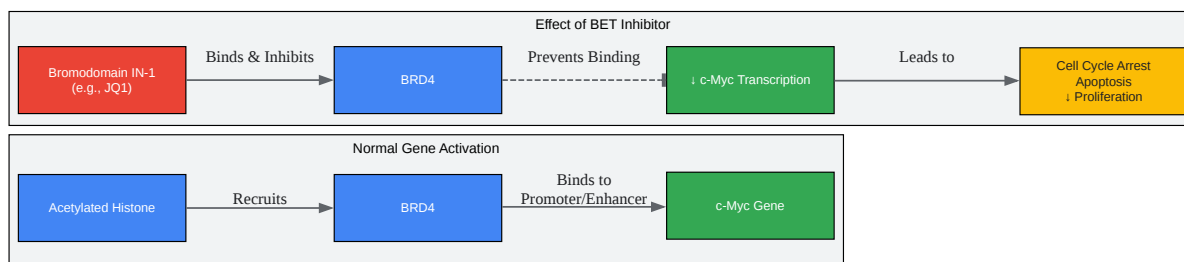 Effect of BET Inhibitor
Bromodomain IN-1
(e.g., JQ1)
Binds & Inhibits
BRD4
Prevents Binding
↓ c-Myc Transcription
Leads to
Cell Cycle Arrest
Apoptosis
↓ Proliferation
Normal Gene Activation
Acetylated Histone
Recruits
BRD4
Binds to
Promoter/Enhancer
c-Myc Gene